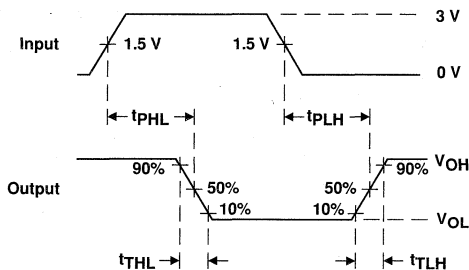 3 V
Input 1.5 V 1.5 V
0 V
tPHL tPLH
VOH
90% 90%
Output 50% 50%
10% 10%
VOL
tTHL tTLH